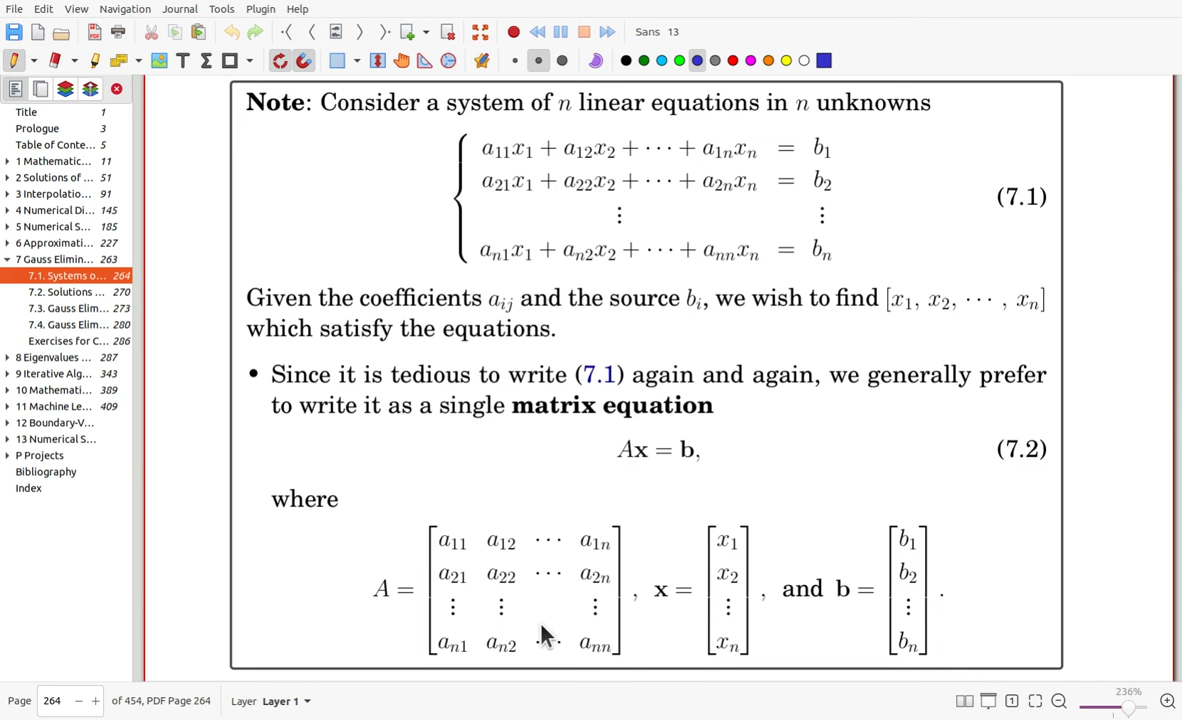 File Edit View Navigation Journal Tools Plugin Help
Sans 13
Title 1
Prologue 3
Table of Conte... 5
1 Mathematic... 11
2 Solutions of ... 51
3 Interpolatio... 91
4 Numerical Di... 145
5 Numerical S... 185
6 Approximati... 227
7 Gauss Elimin... 263
7.1. Systems o... 264
7.2. Solutions ... 270
7.3. Gauss Elim... 273
7.4. Gauss Elim... 280
Exercises for C... 286
8 Eigenvalues ... 287
9 Iterative Alg... 343
10 Mathemati... 389
11 Machine Le... 409
12 Boundary-V...
13 Numerical S...
P Projects
Bibliography
Index
Note: Consider a system of n linear equations in n unknowns
a₁₁x₁ + a₁₂x₂ + ··· + a₁ₙxₙ = b₁
a₂₁x₁ + a₂₂x₂ + ··· + a₂ₙxₙ = b₂
⋮ ⋮
aₙ₁x₁ + aₙ₂x₂ + ··· + aₙₙxₙ = bₙ
(7.1)
Given the coefficients aᵢⱼ and the source bᵢ, we wish to find [x₁, x₂, ··· , xₙ]
which satisfy the equations.
• Since it is tedious to write (7.1) again and again, we generally prefer
to write it as a single matrix equation
Ax = b, (7.2)
where
A = [a₁₁ a₁₂ ··· a₁ₙ
a₂₁ a₂₂ ··· a₂ₙ
⋮ ⋮ ⋮
aₙ₁ aₙ₂ ··· aₙₙ] , x = [x₁
x₂
⋮
xₙ] , and b = [b₁
b₂
⋮
bₙ] .
Page 264 − + of 454, PDF Page 264 Layer Layer 1 236%